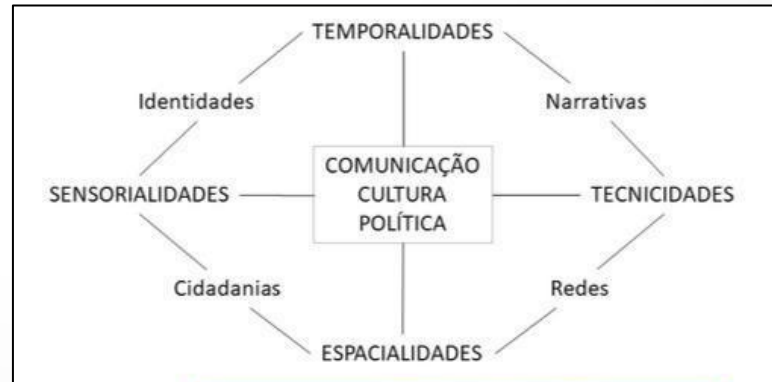 TEMPORALIDADES
Identidades
Narrativas
COMUNICAÇÃO
CULTURA
POLÍTICA
SENSORIALIDADES
TECNICIDADES
Cidadanias
Redes
ESPACIALIDADES